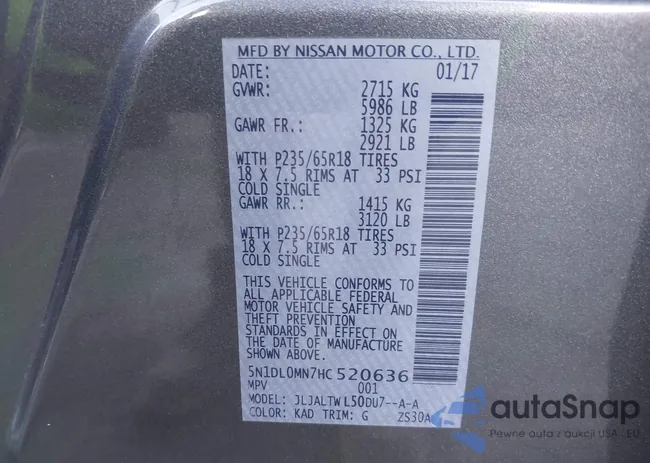 MFD BY NISSAN MOTOR CO., LTD.
DATE: 01/17
GVWR: 2715 KG
5986 LB
GAWR FR.: 1325 KG
2921 LB
WITH P235/65R18 TIRES
18 X 7.5 RIMS AT 33 PSI
COLD SINGLE
GAWR RR.: 1415 KG
3120 LB
WITH P235/65R18 TIRES
18 X 7.5 RIMS AT 33 PSI
COLD SINGLE
THIS VEHICLE CONFORMS TO
ALL APPLICABLE FEDERAL
MOTOR VEHICLE SAFETY AND
THEFT PREVENTION
STANDARDS IN EFFECT ON
THE DATE OF MANUFACTURE
SHOWN ABOVE.
5N1DL0MN7HC520636
MPV 001
MODEL: JLJALTWL50DU7--A-A
COLOR: KAD TRIM: G ZS30A
autoSnap
Pewne auta z aukcji USA i EU